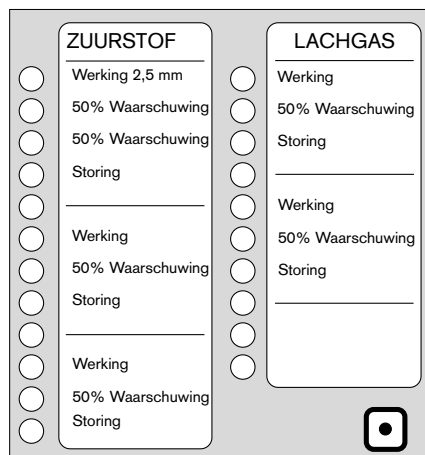 ZUURSTOF
Werking 2,5 mm
50% Waarschuwing
50% Waarschuwing
Storing
Werking
50% Waarschuwing
Storing
Werking
50% Waarschuwing
Storing
LACHGAS
Werking
50% Waarschuwing
Storing
Werking
50% Waarschuwing
Storing